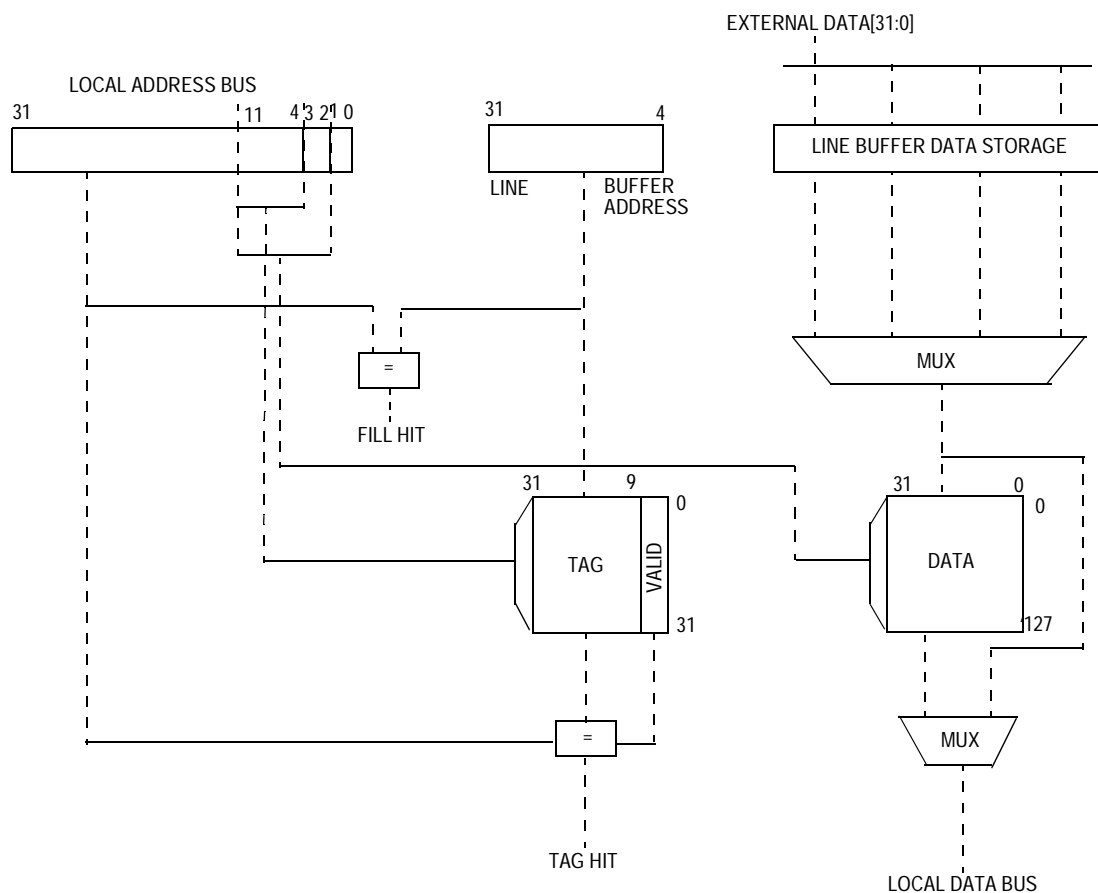 EXTERNAL DATA[31:0]
LOCAL ADDRESS BUS
31 11 4 3 2 1 0
31 4
LINE BUFFER DATA STORAGE
LINE BUFFER
ADDRESS
MUX
=
FILL HIT
31 9 0
31 0 0
TAG
VALID
DATA
31
127
=
MUX
TAG HIT
LOCAL DATA BUS